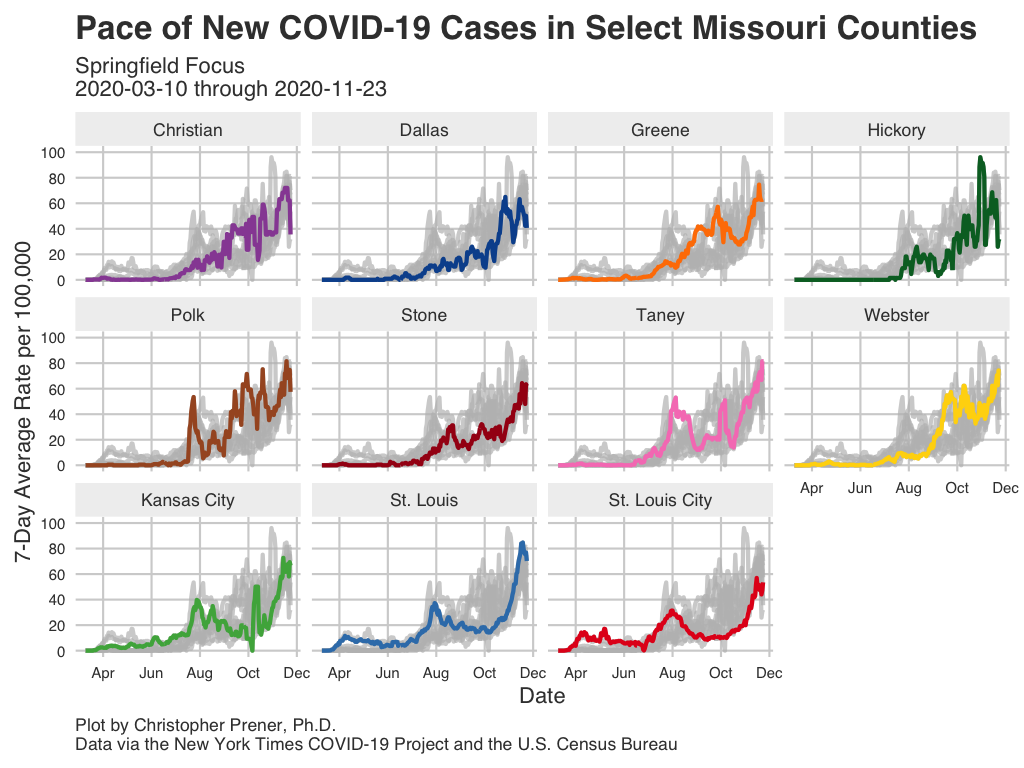 Pace of New COVID-19 Cases in Select Missouri Counties
Springfield Focus
2020-03-10 through 2020-11-23
Christian Dallas Greene Hickory
100
80
60
40
20
0
Polk Stone Taney Webster
100
80
60
40
20
0
Apr Jun Aug Oct Dec
Kansas City St. Louis St. Louis City
100
80
60
40
20
0
Apr Jun Aug Oct Dec Apr Jun Aug Oct Dec Apr Jun Aug Oct Dec
7-Day Average Rate per 100,000
Date
Plot by Christopher Prener, Ph.D.
Data via the New York Times COVID-19 Project and the U.S. Census Bureau